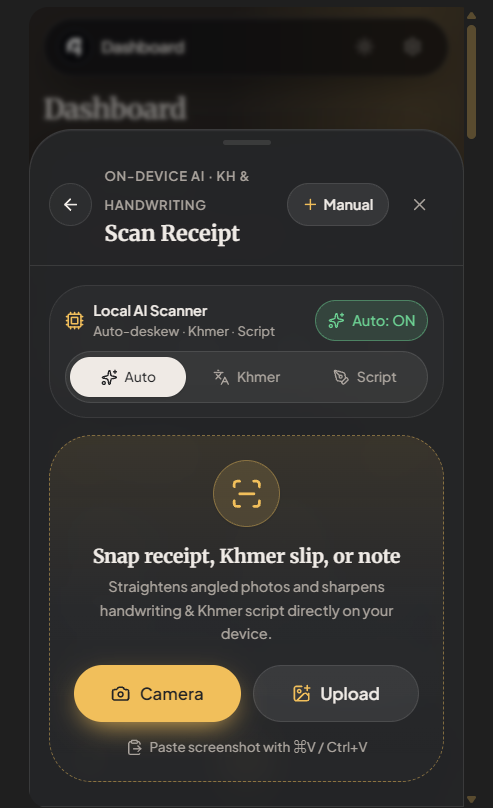 Dashboard
Dashboard
ON-DEVICE AI · KH &
HANDWRITING
Scan Receipt
Manual
Local AI Scanner
Auto-deskew · Khmer · Script
Auto: ON
Auto
Khmer
Script
Snap receipt, Khmer slip, or note
Straightens angled photos and sharpens
handwriting & Khmer script directly on your
device.
Camera
Upload
Paste screenshot with ⌘V / Ctrl+V